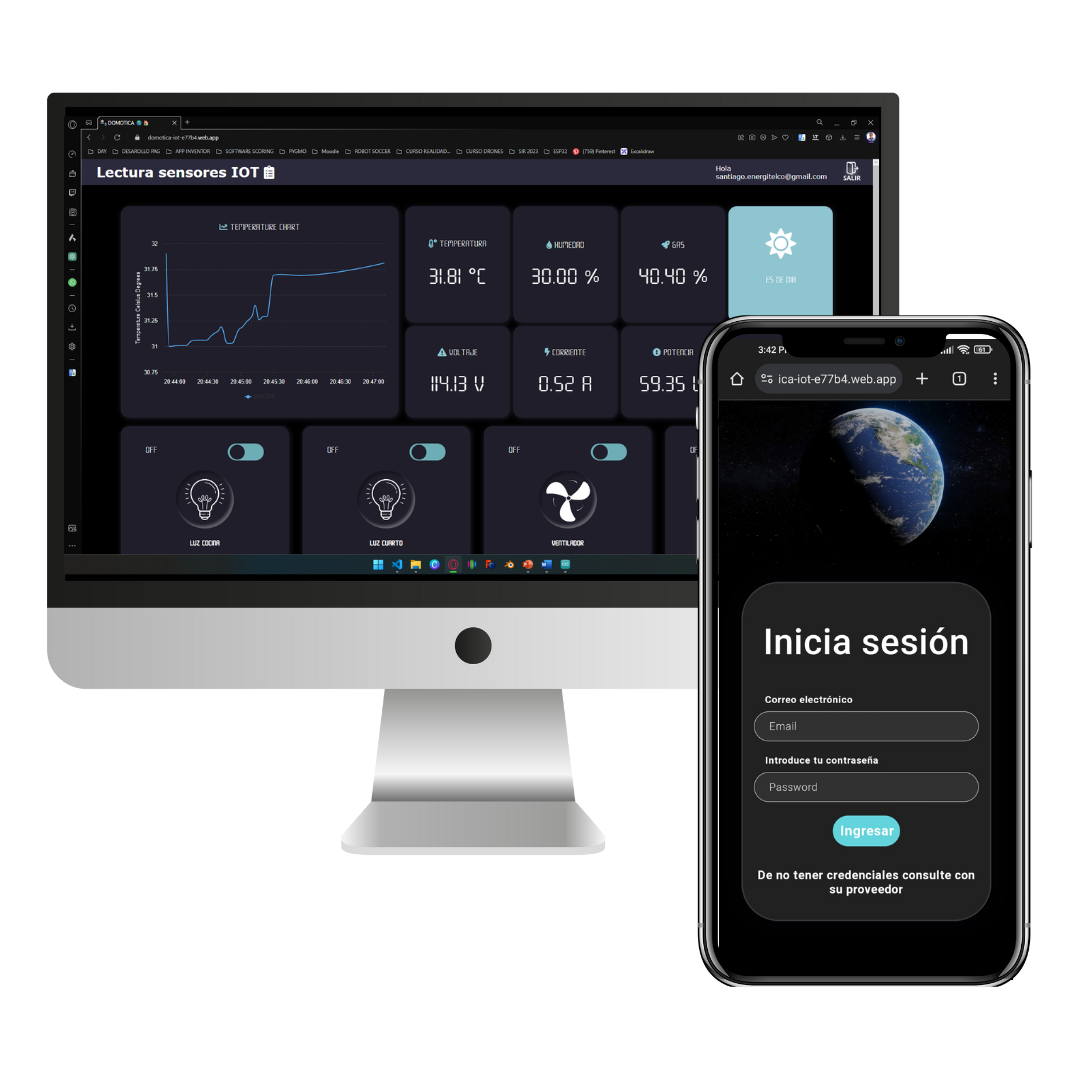 DOMOTICA
domotica-iot-e77b4.web.app
DAY DESAROLLO PAG APP INVENTOR SOFTWARE SCORING PYGMO Moodle ROBOT SOCCER CURSO REALIDAD... CURSO DRONES SIR 2023 ESP32 (759) Pinterest Excalidraw
Lectura sensores IOT
Hola
santiago.energitelco@gmail.com
SALIR
TEMPERATURE CHART
Temperature Celsius Degrees
32
31.75
31.5
31.25
31
30.75
20:44:00 20:44:30 20:45:00 20:45:30 20:46:00 20:46:30 20:47:00
TEMPERATURA
31.81 °C
HUMEDAD
30.00 %
GAS
40.40 %
ES DE DIA
VOLTAJE
114.13 V
CORRIENTE
0.52 A
POTENCIA
59.35
OFF
LUZ COCINA
OFF
LUZ CUARTO
OFF
VENTILADOR
3:42 P
61
ica-iot-e77b4.web.app
1
Inicia sesión
Correo electrónico
Email
Introduce tu contraseña
Password
Ingresar
De no tener credenciales consulte con
su proveedor